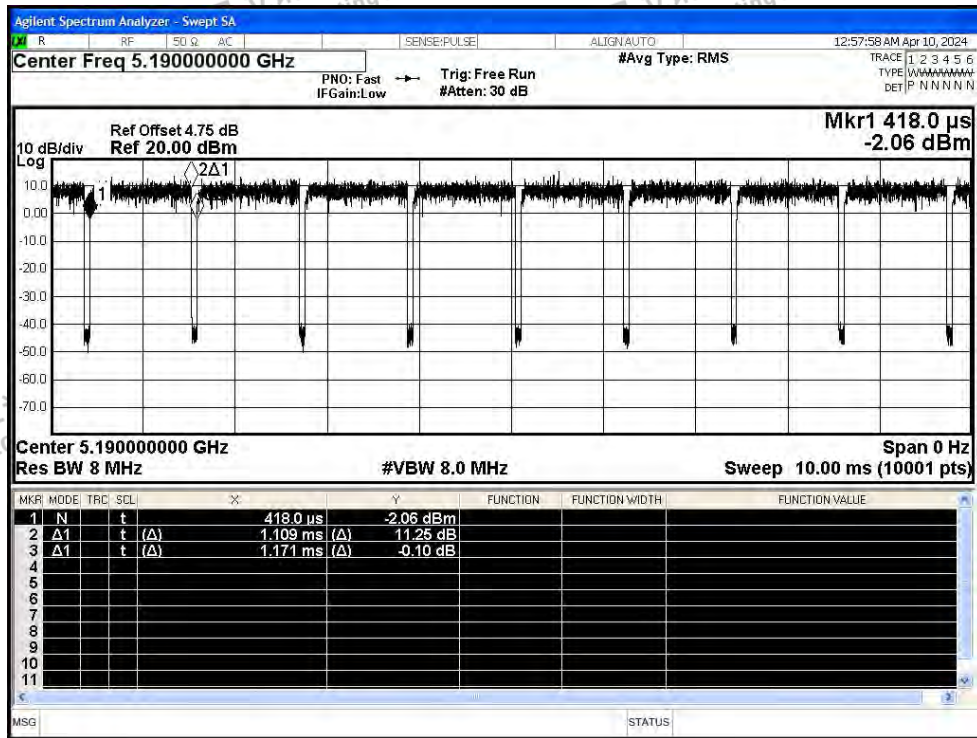 Agilent Spectrum Analyzer - Swept SA
LXI R RF 50 Ω AC SENSE:PULSE ALIGN AUTO 12:57:58 AM Apr 10, 2024
Center Freq 5.190000000 GHz #Avg Type: RMS TRACE 1 2 3 4 5 6
PNO: Fast Trig: Free Run TYPE WWWWWW
IFGain:Low #Atten: 30 dB DET P N N N N N
Mkr1 418.0 µs
Ref Offset 4.75 dB
10 dB/div Ref 20.00 dBm -2.06 dBm
Log
2Δ1
10.0
1
0.00
-10.0
-20.0
-30.0
-40.0
-50.0
-60.0
-70.0
Center 5.190000000 GHz Span 0 Hz
Res BW 8 MHz #VBW 8.0 MHz Sweep 10.00 ms (10001 pts)
MKR MODE TRC SCL X Y FUNCTION FUNCTION WIDTH FUNCTION VALUE
1 N t 418.0 µs -2.06 dBm
2 Δ1 t (Δ) 1.109 ms (Δ) 11.25 dB
3 Δ1 t (Δ) 1.171 ms (Δ) -0.10 dB
4
5
6
7
8
9
10
11
MSG STATUS